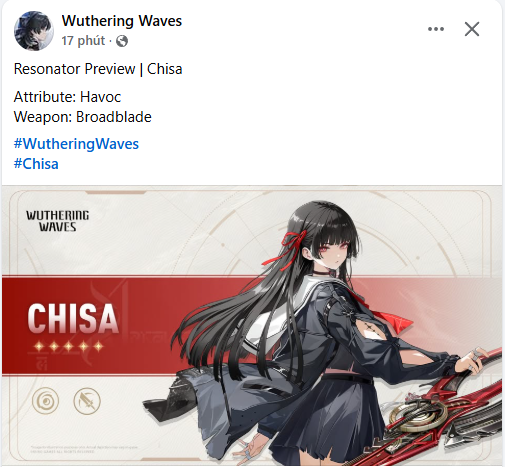 Wuthering Waves
17 phút ·
Resonator Preview | Chisa
Attribute: Havoc
Weapon: Broadblade
#WutheringWaves
#Chisa
WUTHERING
WAVES
CHISA